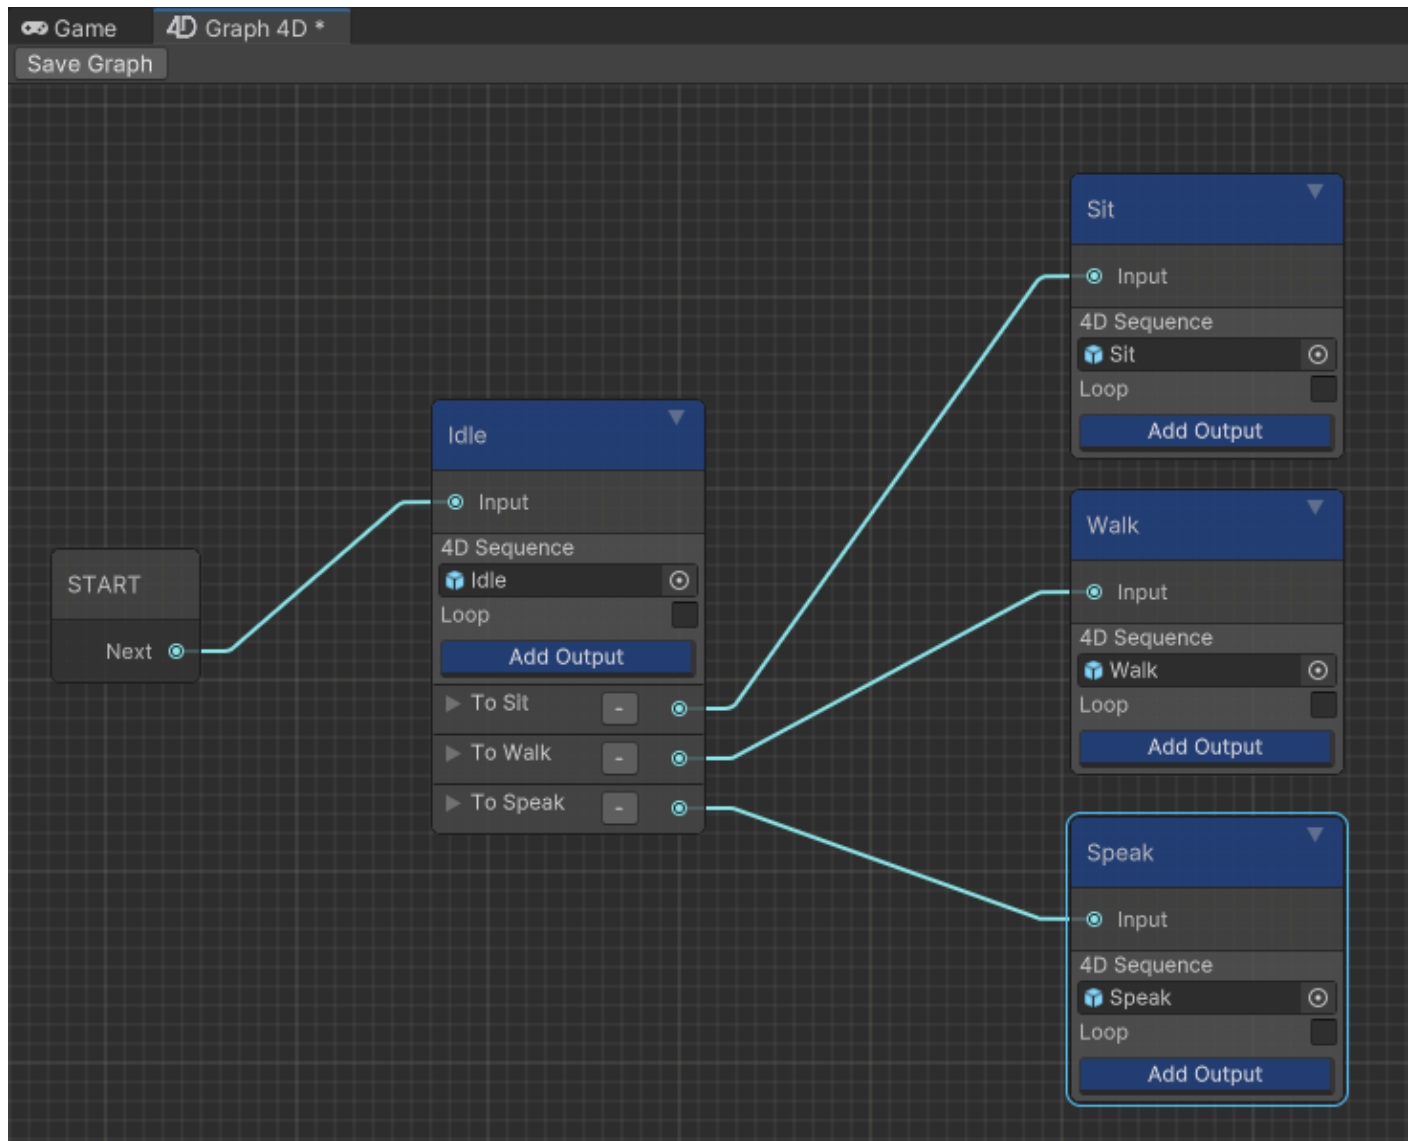 Game
4D Graph 4D *
Save Graph
START
Next
Idle
Input
4D Sequence
Idle
Loop
Add Output
To Sit -
To Walk -
To Speak -
Sit
Input
4D Sequence
Sit
Loop
Add Output
Walk
Input
4D Sequence
Walk
Loop
Add Output
Speak
Input
4D Sequence
Speak
Loop
Add Output